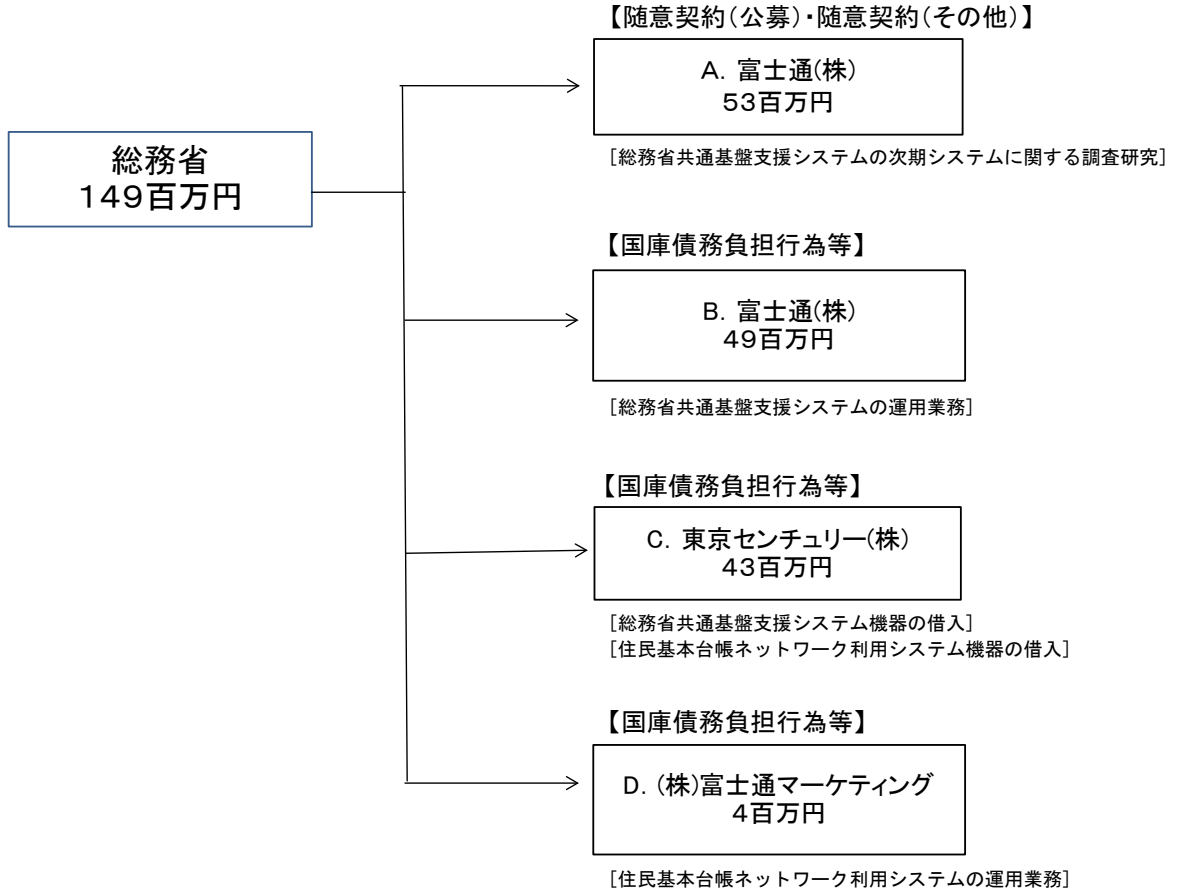 【随意契約(公募)・随意契約(その他)】
A. 富士通(株)
53百万円
[総務省共通基盤支援システムの次期システムに関する調査研究]
総務省
149百万円
【国庫債務負担行為等】
B. 富士通(株)
49百万円
[総務省共通基盤支援システムの運用業務]
【国庫債務負担行為等】
C. 東京センチュリー(株)
43百万円
[総務省共通基盤支援システム機器の借入]
[住民基本台帳ネットワーク利用システム機器の借入]
【国庫債務負担行為等】
D. (株)富士通マーケティング
4百万円
[住民基本台帳ネットワーク利用システムの運用業務]